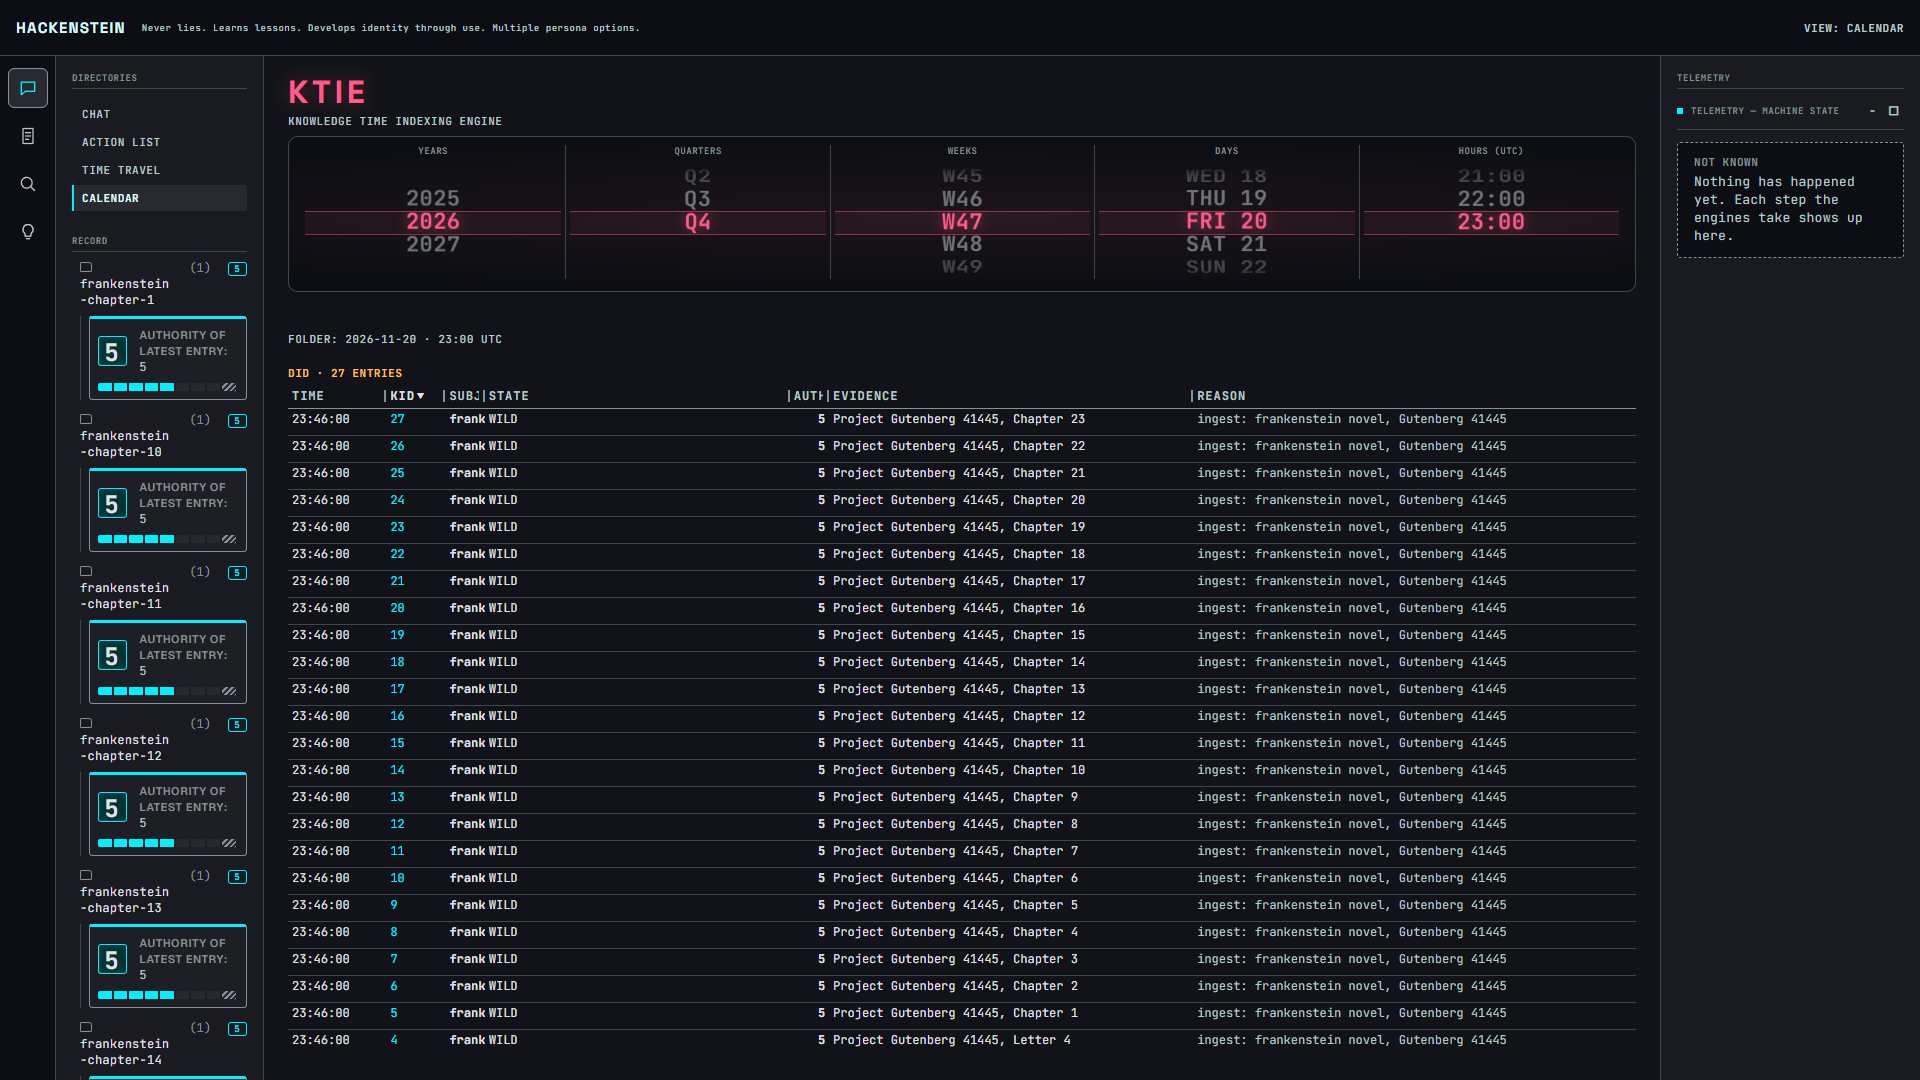 HACKENSTEIN
Never lies. Learns lessons. Develops identity through use. Multiple persona options.
VIEW: CALENDAR
DIRECTORIES
CHAT
ACTION LIST
TIME TRAVEL
CALENDAR
RECORD
(1) 5
frankenstein
-chapter-1
5
AUTHORITY OF
LATEST ENTRY:
5
(1) 5
frankenstein
-chapter-10
5
AUTHORITY OF
LATEST ENTRY:
5
(1) 5
frankenstein
-chapter-11
5
AUTHORITY OF
LATEST ENTRY:
5
(1) 5
frankenstein
-chapter-12
5
AUTHORITY OF
LATEST ENTRY:
5
(1) 5
frankenstein
-chapter-13
5
AUTHORITY OF
LATEST ENTRY:
5
(1) 5
frankenstein
-chapter-14
KTIE
KNOWLEDGE TIME INDEXING ENGINE
YEARS
2025
2026
2027
QUARTERS
Q2
Q3
Q4
WEEKS
W45
W46
W47
W48
W49
DAYS
WED 18
THU 19
FRI 20
SAT 21
SUN 22
HOURS (UTC)
21:00
22:00
23:00
FOLDER: 2026-11-20 · 23:00 UTC
DID · 27 ENTRIES
TIME |KID▼ |SUBJ|STATE |AUTH|EVIDENCE |REASON
23:46:00 27 frank WILD 5 Project Gutenberg 41445, Chapter 23 ingest: frankenstein novel, Gutenberg 41445
23:46:00 26 frank WILD 5 Project Gutenberg 41445, Chapter 22 ingest: frankenstein novel, Gutenberg 41445
23:46:00 25 frank WILD 5 Project Gutenberg 41445, Chapter 21 ingest: frankenstein novel, Gutenberg 41445
23:46:00 24 frank WILD 5 Project Gutenberg 41445, Chapter 20 ingest: frankenstein novel, Gutenberg 41445
23:46:00 23 frank WILD 5 Project Gutenberg 41445, Chapter 19 ingest: frankenstein novel, Gutenberg 41445
23:46:00 22 frank WILD 5 Project Gutenberg 41445, Chapter 18 ingest: frankenstein novel, Gutenberg 41445
23:46:00 21 frank WILD 5 Project Gutenberg 41445, Chapter 17 ingest: frankenstein novel, Gutenberg 41445
23:46:00 20 frank WILD 5 Project Gutenberg 41445, Chapter 16 ingest: frankenstein novel, Gutenberg 41445
23:46:00 19 frank WILD 5 Project Gutenberg 41445, Chapter 15 ingest: frankenstein novel, Gutenberg 41445
23:46:00 18 frank WILD 5 Project Gutenberg 41445, Chapter 14 ingest: frankenstein novel, Gutenberg 41445
23:46:00 17 frank WILD 5 Project Gutenberg 41445, Chapter 13 ingest: frankenstein novel, Gutenberg 41445
23:46:00 16 frank WILD 5 Project Gutenberg 41445, Chapter 12 ingest: frankenstein novel, Gutenberg 41445
23:46:00 15 frank WILD 5 Project Gutenberg 41445, Chapter 11 ingest: frankenstein novel, Gutenberg 41445
23:46:00 14 frank WILD 5 Project Gutenberg 41445, Chapter 10 ingest: frankenstein novel, Gutenberg 41445
23:46:00 13 frank WILD 5 Project Gutenberg 41445, Chapter 9 ingest: frankenstein novel, Gutenberg 41445
23:46:00 12 frank WILD 5 Project Gutenberg 41445, Chapter 8 ingest: frankenstein novel, Gutenberg 41445
23:46:00 11 frank WILD 5 Project Gutenberg 41445, Chapter 7 ingest: frankenstein novel, Gutenberg 41445
23:46:00 10 frank WILD 5 Project Gutenberg 41445, Chapter 6 ingest: frankenstein novel, Gutenberg 41445
23:46:00 9 frank WILD 5 Project Gutenberg 41445, Chapter 5 ingest: frankenstein novel, Gutenberg 41445
23:46:00 8 frank WILD 5 Project Gutenberg 41445, Chapter 4 ingest: frankenstein novel, Gutenberg 41445
23:46:00 7 frank WILD 5 Project Gutenberg 41445, Chapter 3 ingest: frankenstein novel, Gutenberg 41445
23:46:00 6 frank WILD 5 Project Gutenberg 41445, Chapter 2 ingest: frankenstein novel, Gutenberg 41445
23:46:00 5 frank WILD 5 Project Gutenberg 41445, Chapter 1 ingest: frankenstein novel, Gutenberg 41445
23:46:00 4 frank WILD 5 Project Gutenberg 41445, Letter 4 ingest: frankenstein novel, Gutenberg 41445
TELEMETRY
TELEMETRY — MACHINE STATE
NOT KNOWN
Nothing has happened
yet. Each step the
engines take shows up
here.